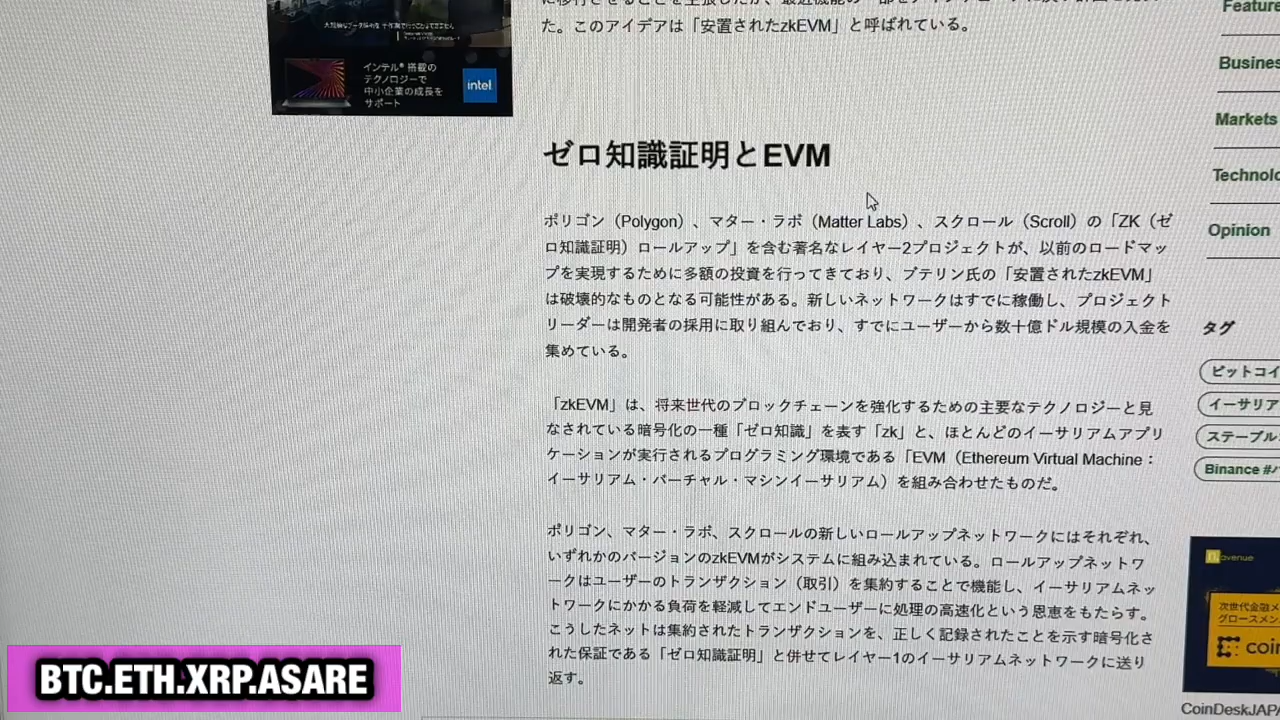 た。このアイデアは「安置されたzkEVM」と呼ばれている。
インテル® 搭載の
テクノロジーで
中小企業の成長を
サポート
intel
ゼロ知識証明とEVM
ポリゴン（Polygon）、マター・ラボ（Matter Labs）、スクロール（Scroll）の「ZK（ゼ
ロ知識証明）ロールアップ」を含む著名なレイヤー2プロジェクトが、以前のロードマッ
プを実現するために多額の投資を行ってきており、ブテリン氏の「安置されたzkEVM」
は破壊的なものとなる可能性がある。新しいネットワークはすでに稼働し、プロジェクト
リーダーは開発者の採用に取り組んでおり、すでにユーザーから数十億ドル規模の入金を
集めている。
「zkEVM」は、将来世代のブロックチェーンを強化するための主要なテクノロジーと見
なされている暗号化の一種「ゼロ知識」を表す「zk」と、ほとんどのイーサリアムアプリ
ケーションが実行されるプログラミング環境である「EVM（Ethereum Virtual Machine：
イーサリアム・バーチャル・マシンイーサリアム）を組み合わせたものだ。
ポリゴン、マター・ラボ、スクロールの新しいロールアップネットワークにはそれぞれ、
いずれかのバージョンのzkEVMがシステムに組み込まれている。ロールアップネットワ
ークはユーザーのトランザクション（取引）を集約することで機能し、イーサリアムネッ
トワークにかかる負荷を軽減してエンドユーザーに処理の高速化という恩恵をもたらす。
したネットは集約されたトランザクションを、正しく記録されたことを示す暗号化さ
れた保証である「ゼロ知識証明」と併せてレイヤー1のイーサリアムネットワークに送り
返す。
Feature
Busines
Markets
Technolo
Opinion
タグ
ビットコイ
イーサリア
ステーブル
Binance #バ
avenue
次世代金融メ
グロースメン
coin
CoinDeskJAPA
BTC.ETH.XRP.ASARE